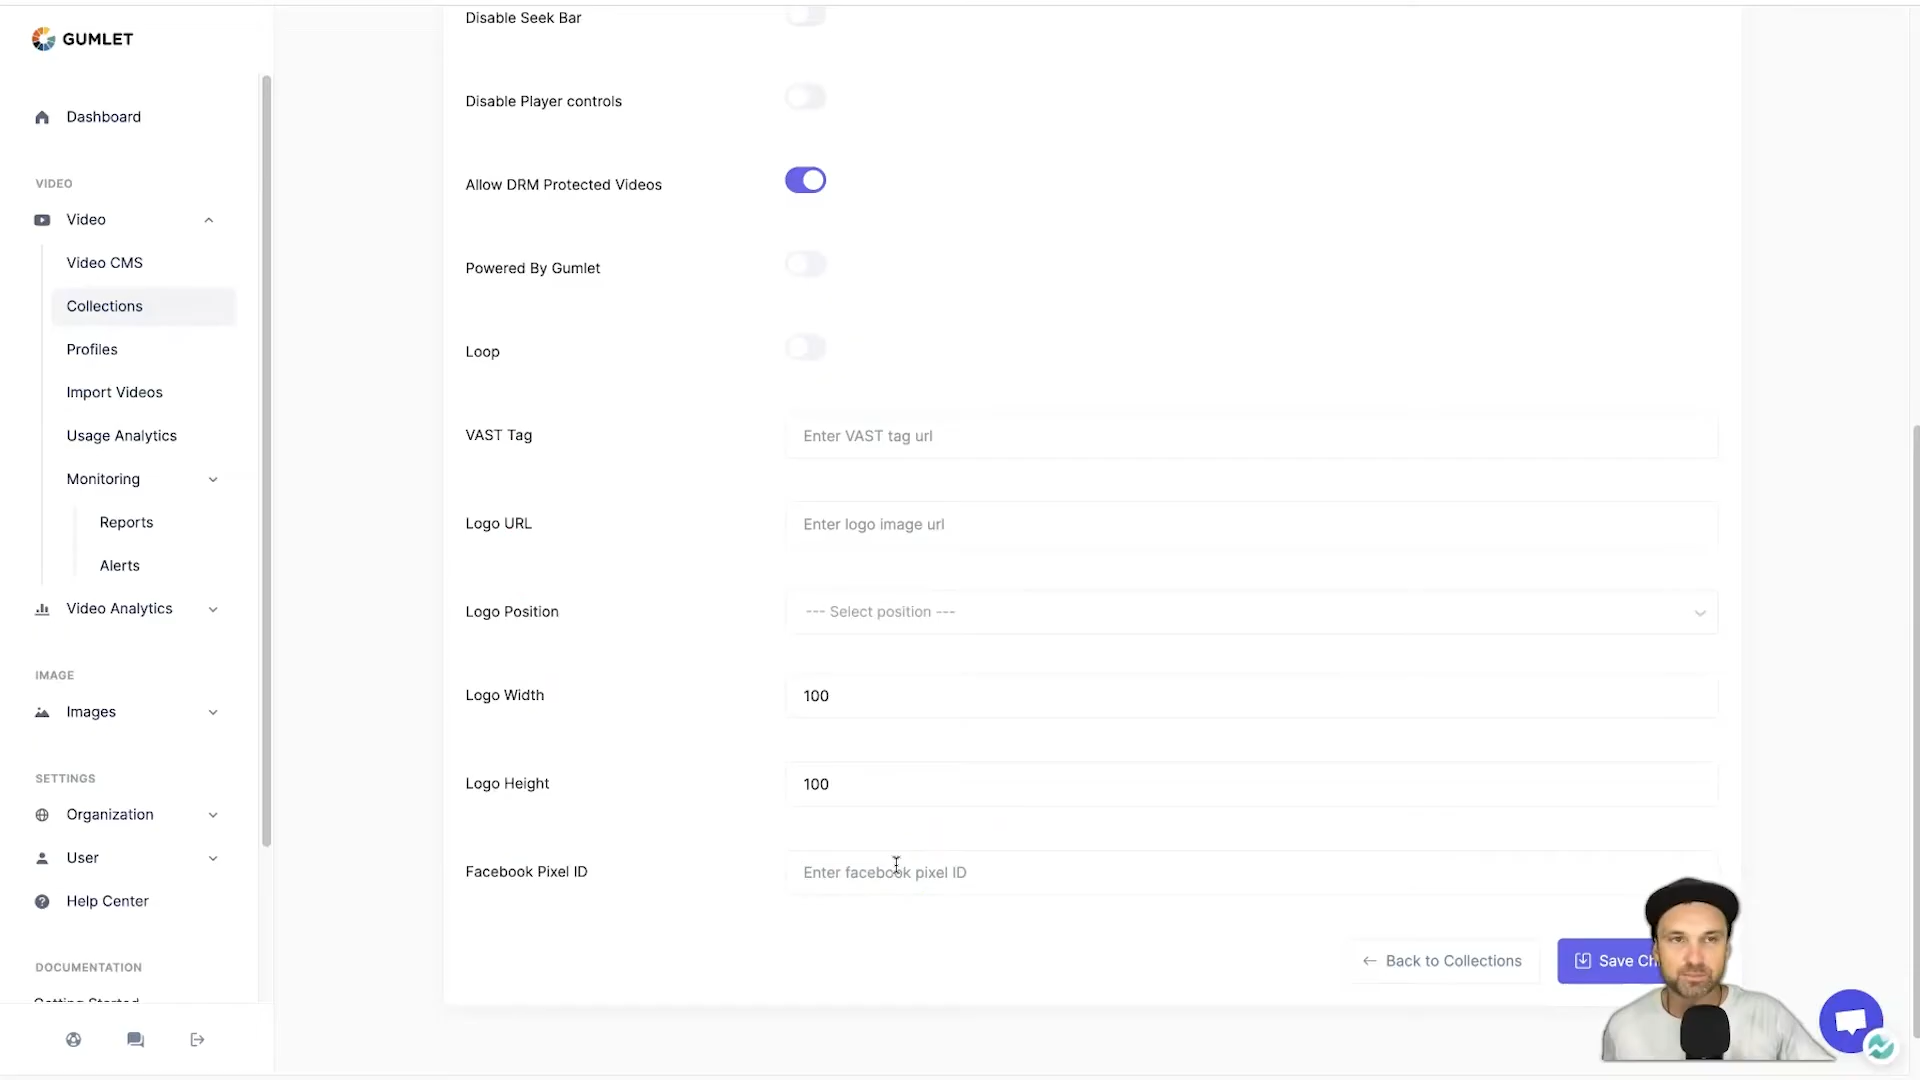 GUMLET
Dashboard
VIDEO
Video
Video CMS
Collections
Profiles
Import Videos
Usage Analytics
Monitoring
Reports
Alerts
Video Analytics
IMAGE
Images
SETTINGS
Organization
User
Help Center
DOCUMENTATION
Getting Started
Disable Seek Bar
Disable Player controls
Allow DRM Protected Videos
Powered By Gumlet
Loop
VAST Tag
Enter VAST tag url
Logo URL
Enter logo image url
Logo Position
--- Select position ---
Logo Width
100
Logo Height
100
Facebook Pixel ID
Enter facebook pixel ID
Back to Collections
Save Ch